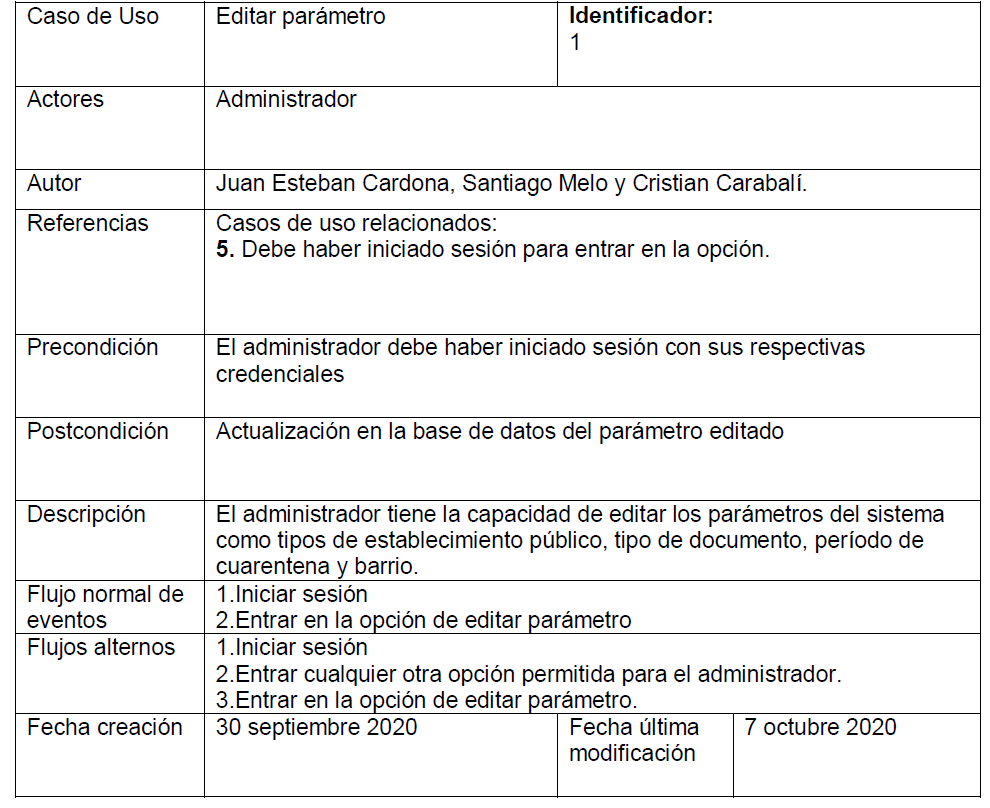 Caso de Uso
Editar parámetro
Identificador:
1
Actores
Administrador
Autor
Juan Esteban Cardona, Santiago Melo y Cristian Carabalí.
Referencias
Casos de uso relacionados:
5. Debe haber iniciado sesión para entrar en la opción.
Precondición
El administrador debe haber iniciado sesión con sus respectivas
credenciales
Postcondición
Actualización en la base de datos del parámetro editado
Descripción
El administrador tiene la capacidad de editar los parámetros del sistema
como tipos de establecimiento público, tipo de documento, período de
cuarentena y barrio.
Flujo normal de
eventos
1.Iniciar sesión
2.Entrar en la opción de editar parámetro
Flujos alternos
1.Iniciar sesión
2.Entrar cualquier otra opción permitida para el administrador.
3.Entrar en la opción de editar parámetro.
Fecha creación
30 septiembre 2020
Fecha última
modificación
7 octubre 2020